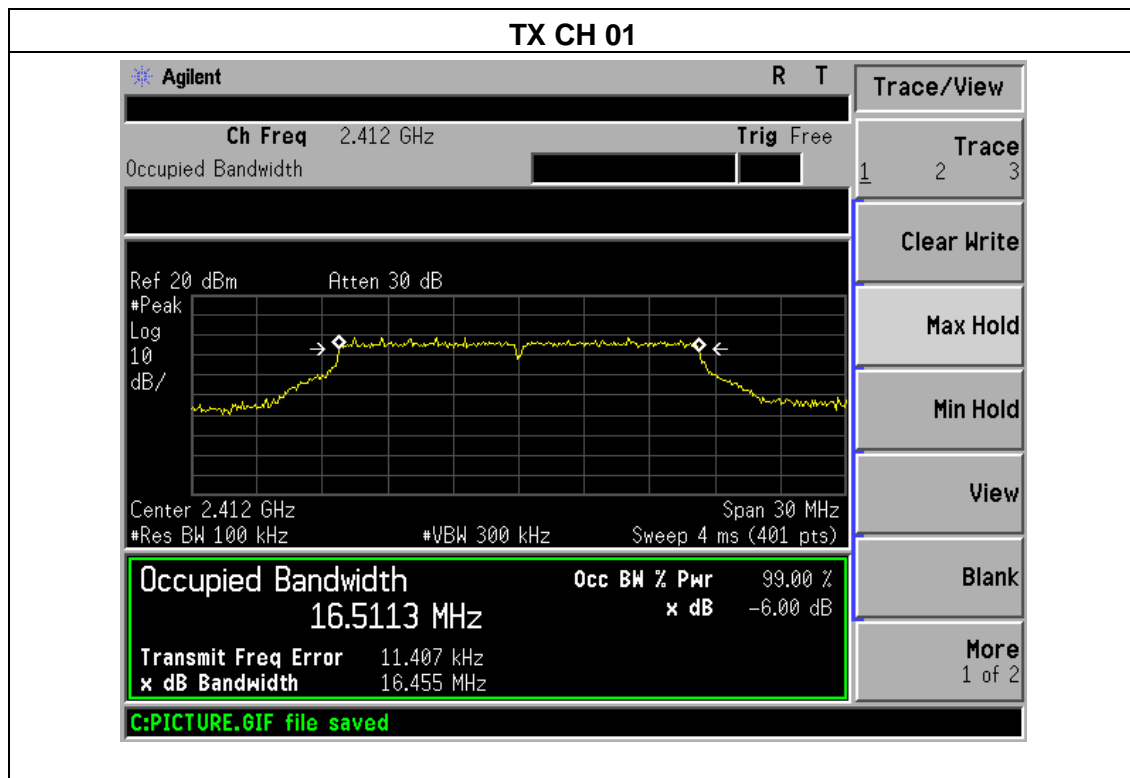 TX CH 01
Agilent R T
Ch Freq 2.412 GHz Trig Free
Occupied Bandwidth
Ref 20 dBm Atten 30 dB
#Peak
Log
10
dB/
Center 2.412 GHz Span 30 MHz
#Res BW 100 kHz #VBW 300 kHz Sweep 4 ms (401 pts)
Occupied Bandwidth Occ BW % Pwr 99.00 %
16.5113 MHz x dB -6.00 dB
Transmit Freq Error 11.407 kHz
x dB Bandwidth 16.455 MHz
C:PICTURE.GIF file saved
Trace/View
Trace
1 2 3
Clear Write
Max Hold
Min Hold
View
Blank
More
1 of 2